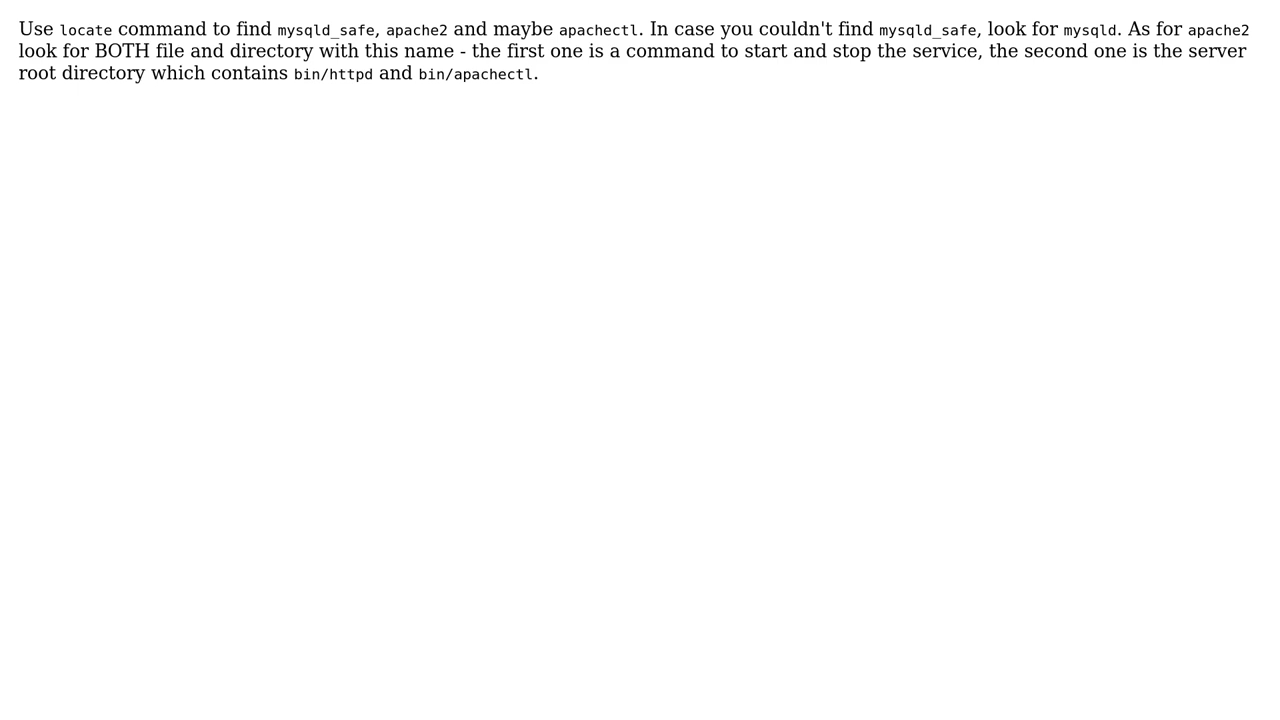 Use locate command to find mysqld_safe, apache2 and maybe apachectl. In case you couldn't find mysqld_safe, look for mysqld. As for apache2
look for BOTH file and directory with this name - the first one is a command to start and stop the service, the second one is the server
root directory which contains bin/httpd and bin/apachectl.